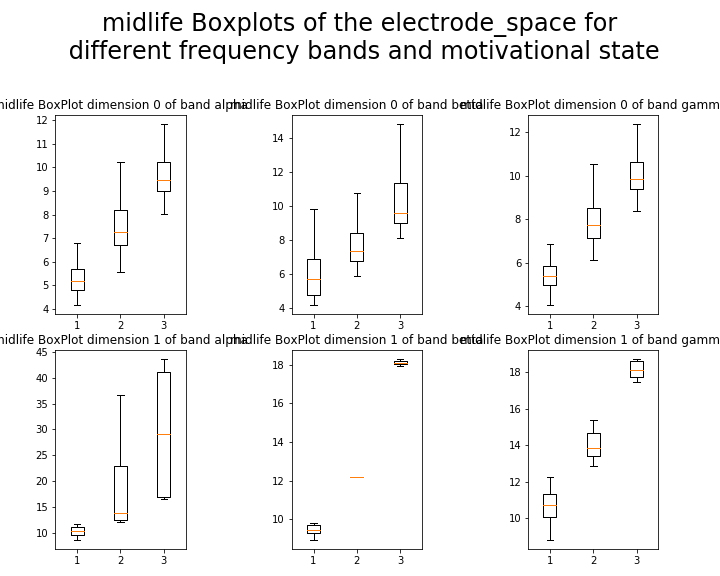 midlife Boxplots of the electrode_space for
different frequency bands and motivational state
midlife BoxPlot dimension 0 of band alpha
midlife BoxPlot dimension 0 of band beta
midlife BoxPlot dimension 0 of band gamm
12
11
10
9
8
7
6
5
4
1 2 3
14
12
10
8
6
4
1 2 3
12
10
8
6
4
1 2 3
midlife BoxPlot dimension 1 of band alpha
midlife BoxPlot dimension 1 of band beta
midlife BoxPlot dimension 1 of band gamm
45
40
35
30
25
20
15
10
1 2 3
18
16
14
12
10
1 2 3
18
16
14
12
10
1 2 3